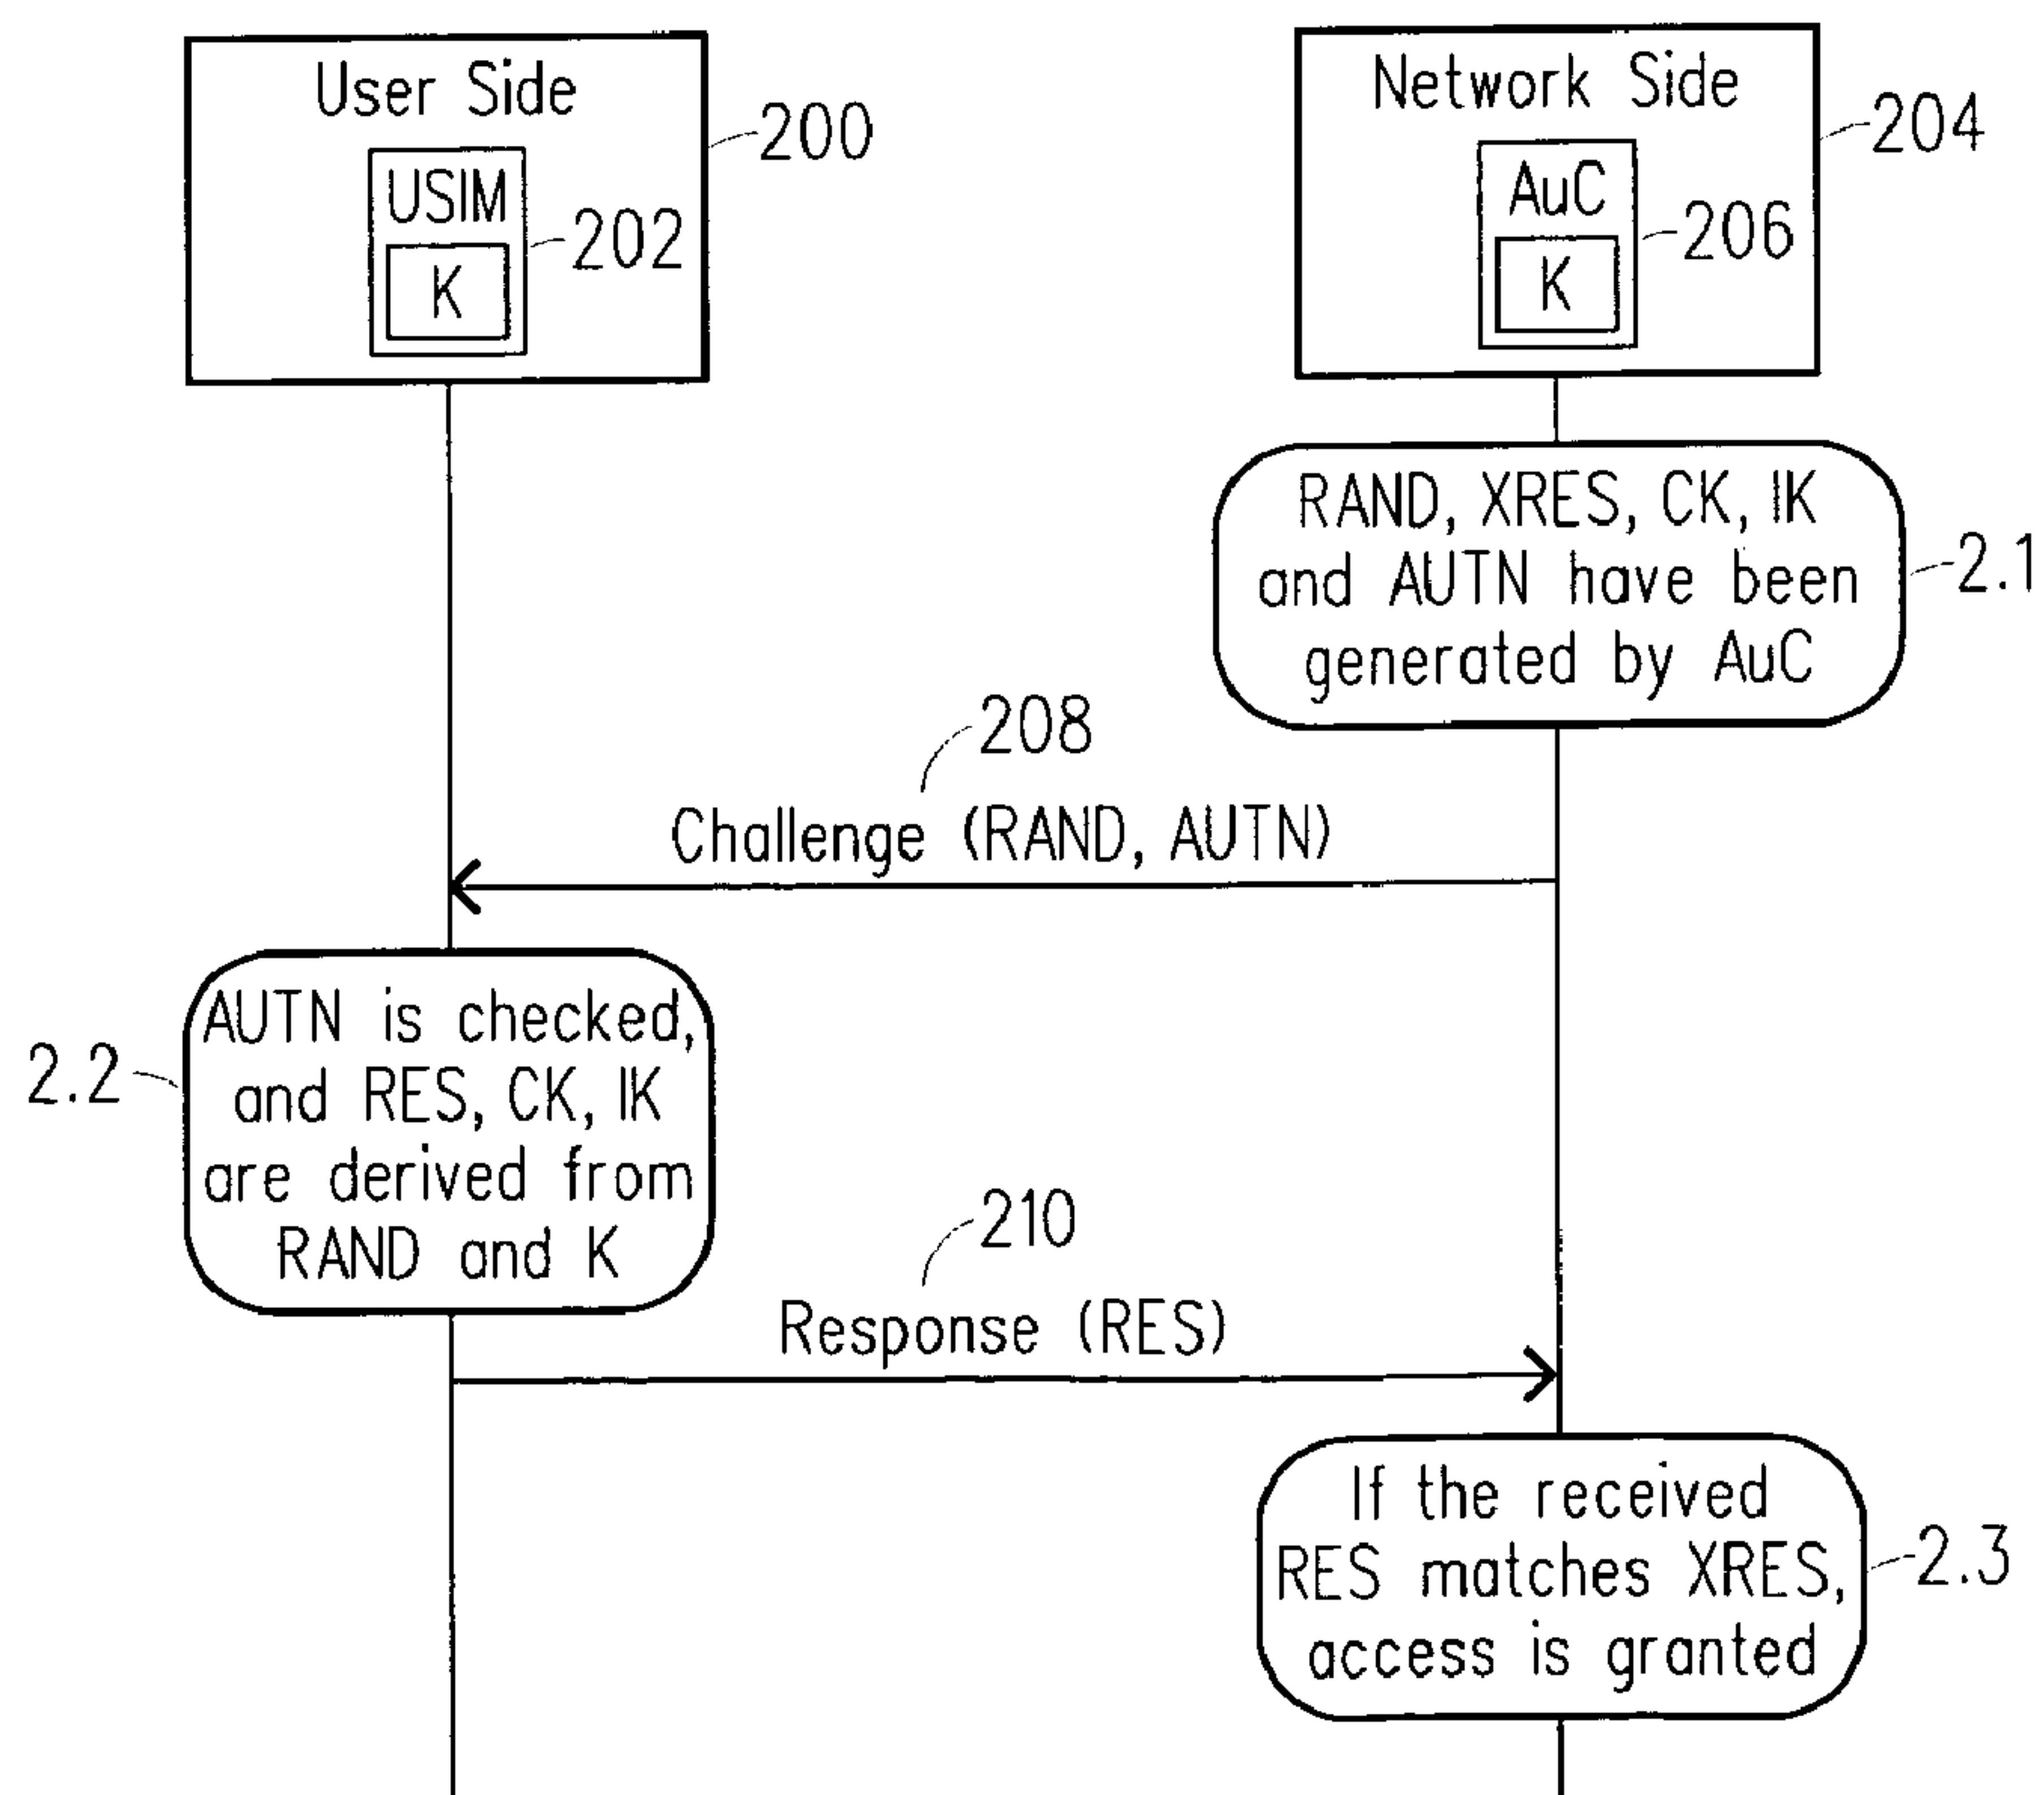 User Side
200
USIM
202
K
Network Side
204
AuC
206
K
RAND, XRES, CK, IK
and AUTN have been
generated by AuC
2.1
208
Challenge (RAND, AUTN)
AUTN is checked,
and RES, CK, IK
are derived from
RAND and K
2.2
210
Response (RES)
If the received
RES matches XRES,
access is granted
2.3